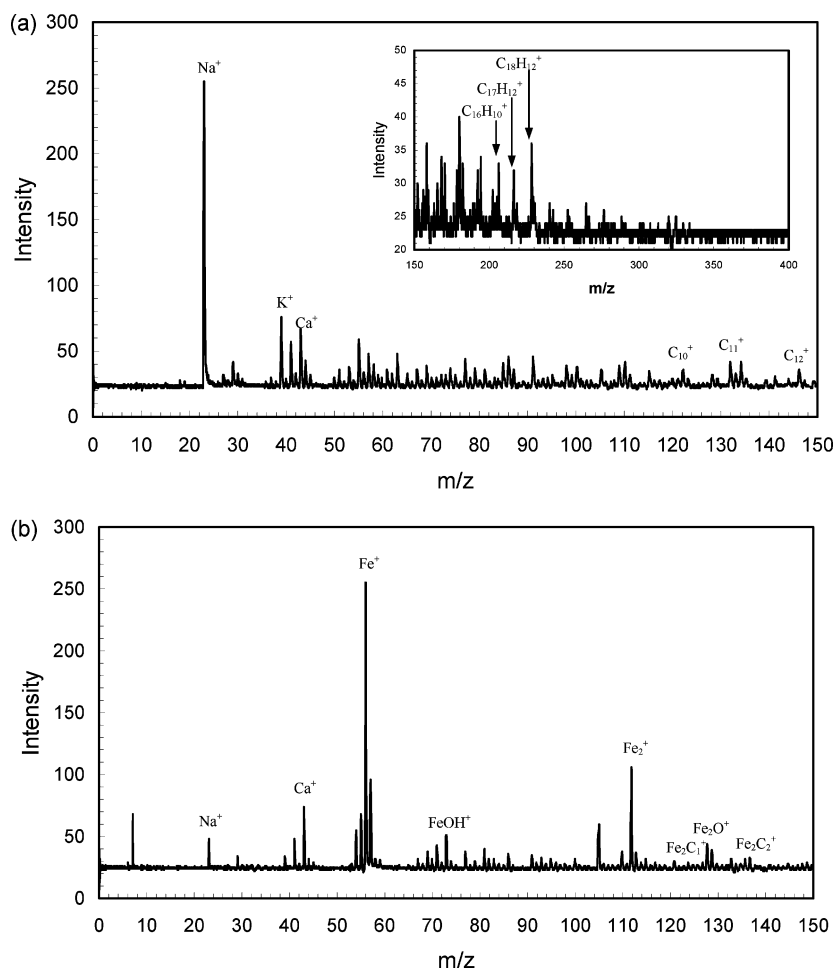 (a)
300
250
200
150
100
50
0
Intensity
Na⁺
K⁺
Ca⁺
C₁₀⁺
C₁₁⁺
C₁₂⁺
0 10 20 30 40 50 60 70 80 90 100 110 120 130 140 150
m/z
50
45
40
35
30
25
20
Intensity
C₁₈H₁₂⁺
C₁₇H₁₂⁺
C₁₆H₁₀⁺
150 200 250 300 350 400
m/z
(b)
300
250
200
150
100
50
0
Intensity
Na⁺
Ca⁺
Fe⁺
FeOH⁺
Fe₂⁺
Fe₂C₁⁺
Fe₂O⁺
Fe₂C₂⁺
0 10 20 30 40 50 60 70 80 90 100 110 120 130 140 150
m/z